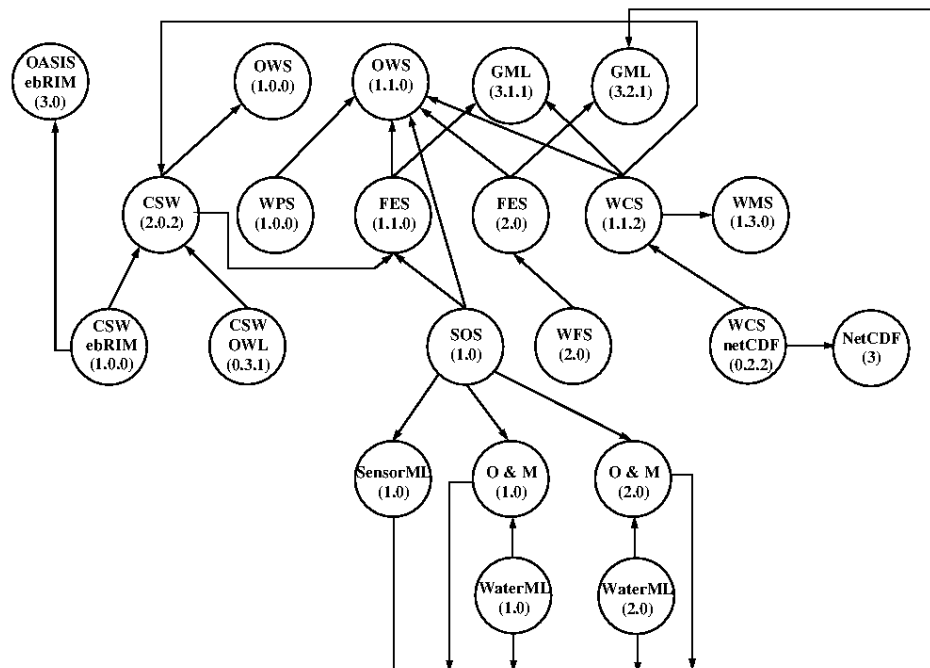 OASIS
ebRIM
(3.0)
OWS
(1.0.0)
OWS
(1.1.0)
GML
(3.1.1)
GML
(3.2.1)
CSW
(2.0.2)
WPS
(1.0.0)
FES
(1.1.0)
FES
(2.0)
WCS
(1.1.2)
WMS
(1.3.0)
CSW
ebRIM
(1.0.0)
CSW
OWL
(0.3.1)
SOS
(1.0)
WFS
(2.0)
WCS
netCDF
(0.2.2)
NetCDF
(3)
SensorML
(1.0)
O & M
(1.0)
O & M
(2.0)
WaterML
(1.0)
WaterML
(2.0)